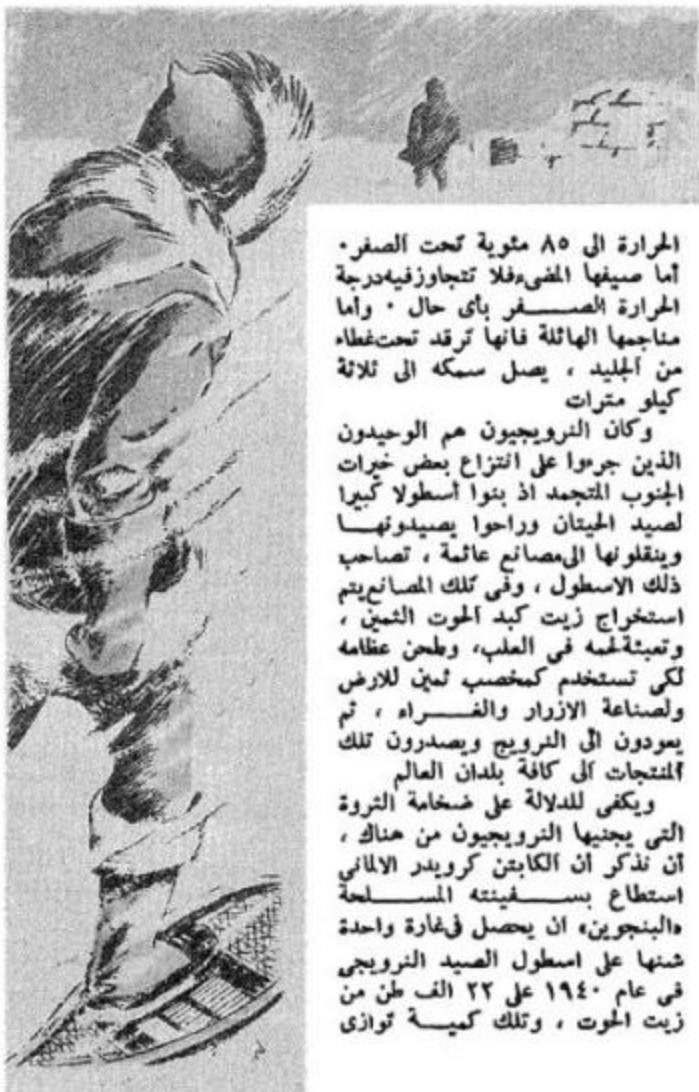 الحرارة الى ٨٥ مئوية تحت الصفر٠
أما صيفها المضىء فلا تتجاوز فيه درجة
الحرارة الصفر بأى حال ٠ وأما
مناجمها الهائلة فانها ترقد تحت غطاء
من الجليد ، يصل سمكه الى ثلاثة
كيلو مترات
وكان النرويجيون هم الوحيدون
الذين جرءوا على انتزاع بعض خيرات
الجنوب المتجمد اذ بنوا أسطولا كبيرا
لصيد الحيتان وراحوا يصيدونها
وينقلونها الى مصانع عائمة ، تصاحب
ذلك الاسطول ، وفى تلك المصانع يتم
استخراج زيت كبد الحوت الثمين ،
وتعبئة لحمه فى العلب، وطحن عظامه
لكى تستخدم كمخصب ثمين للارض
ولصناعة الازرار والغراء ، ثم
يعودون الى النرويج ويصدرون تلك
المنتجات الى كافة بلدان العالم
ويكفى للدلالة على ضخامة الثروة
التى يجنيها النرويجيون من هناك ،
أن نذكر أن الكابتن كرويدر الالمانى
استطاع بسفينته المسلحة
«البنجوين» ان يحصل فى غارة واحدة
شنها على اسطول الصيد النرويجى
فى عام ١٩٤٠ على ٢٢ الف طن من
زيت الحوت ، وتلك كمية توازى